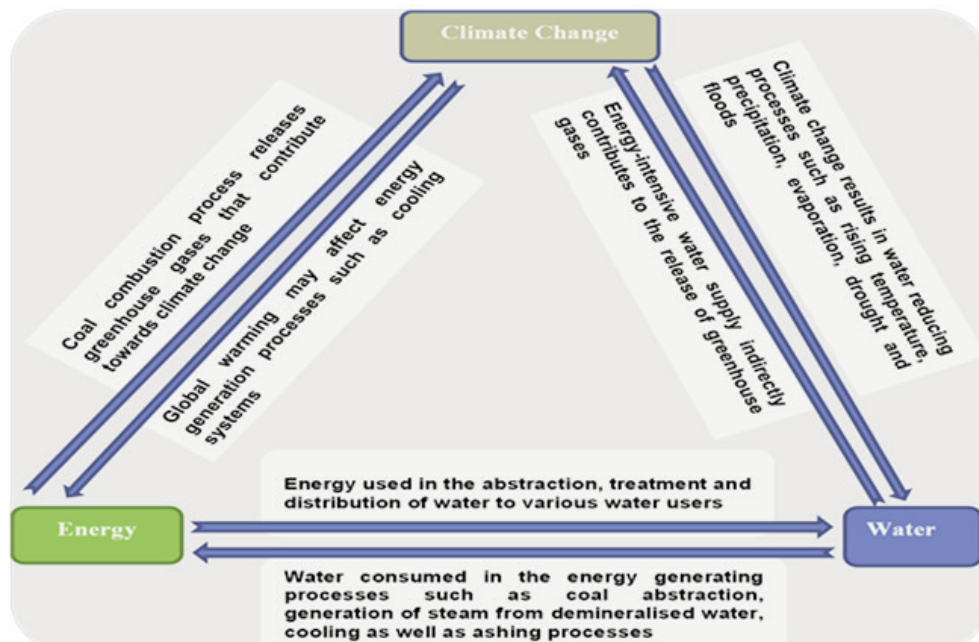 Climate Change
Coal combustion process releases
greenhouse gases that contribute
towards climate change
Global warming may affect energy
generation processes such as cooling
systems
Energy-intensive water supply indirectly
contributes to the release of greenhouse
gases
Climate change results in water reducing
processes such as rising temperature,
precipitation, evaporation, drought and
floods
Energy used in the abstraction, treatment and
distribution of water to various water users
Energy
Water
Water consumed in the energy generating
processes such as coal abstraction,
generation of steam from demineralised water,
cooling as well as ashing processes